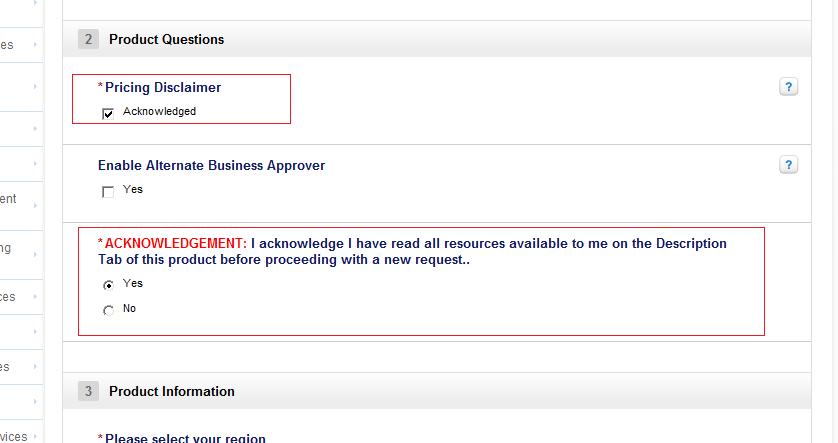 es
ent
ng
ces
es
vices
2 Product Questions
*Pricing Disclaimer ?
Acknowledged
Enable Alternate Business Approver ?
Yes
*ACKNOWLEDGEMENT: I acknowledge I have read all resources available to me on the Description
Tab of this product before proceeding with a new request..
Yes
No
3 Product Information
*Please select your region